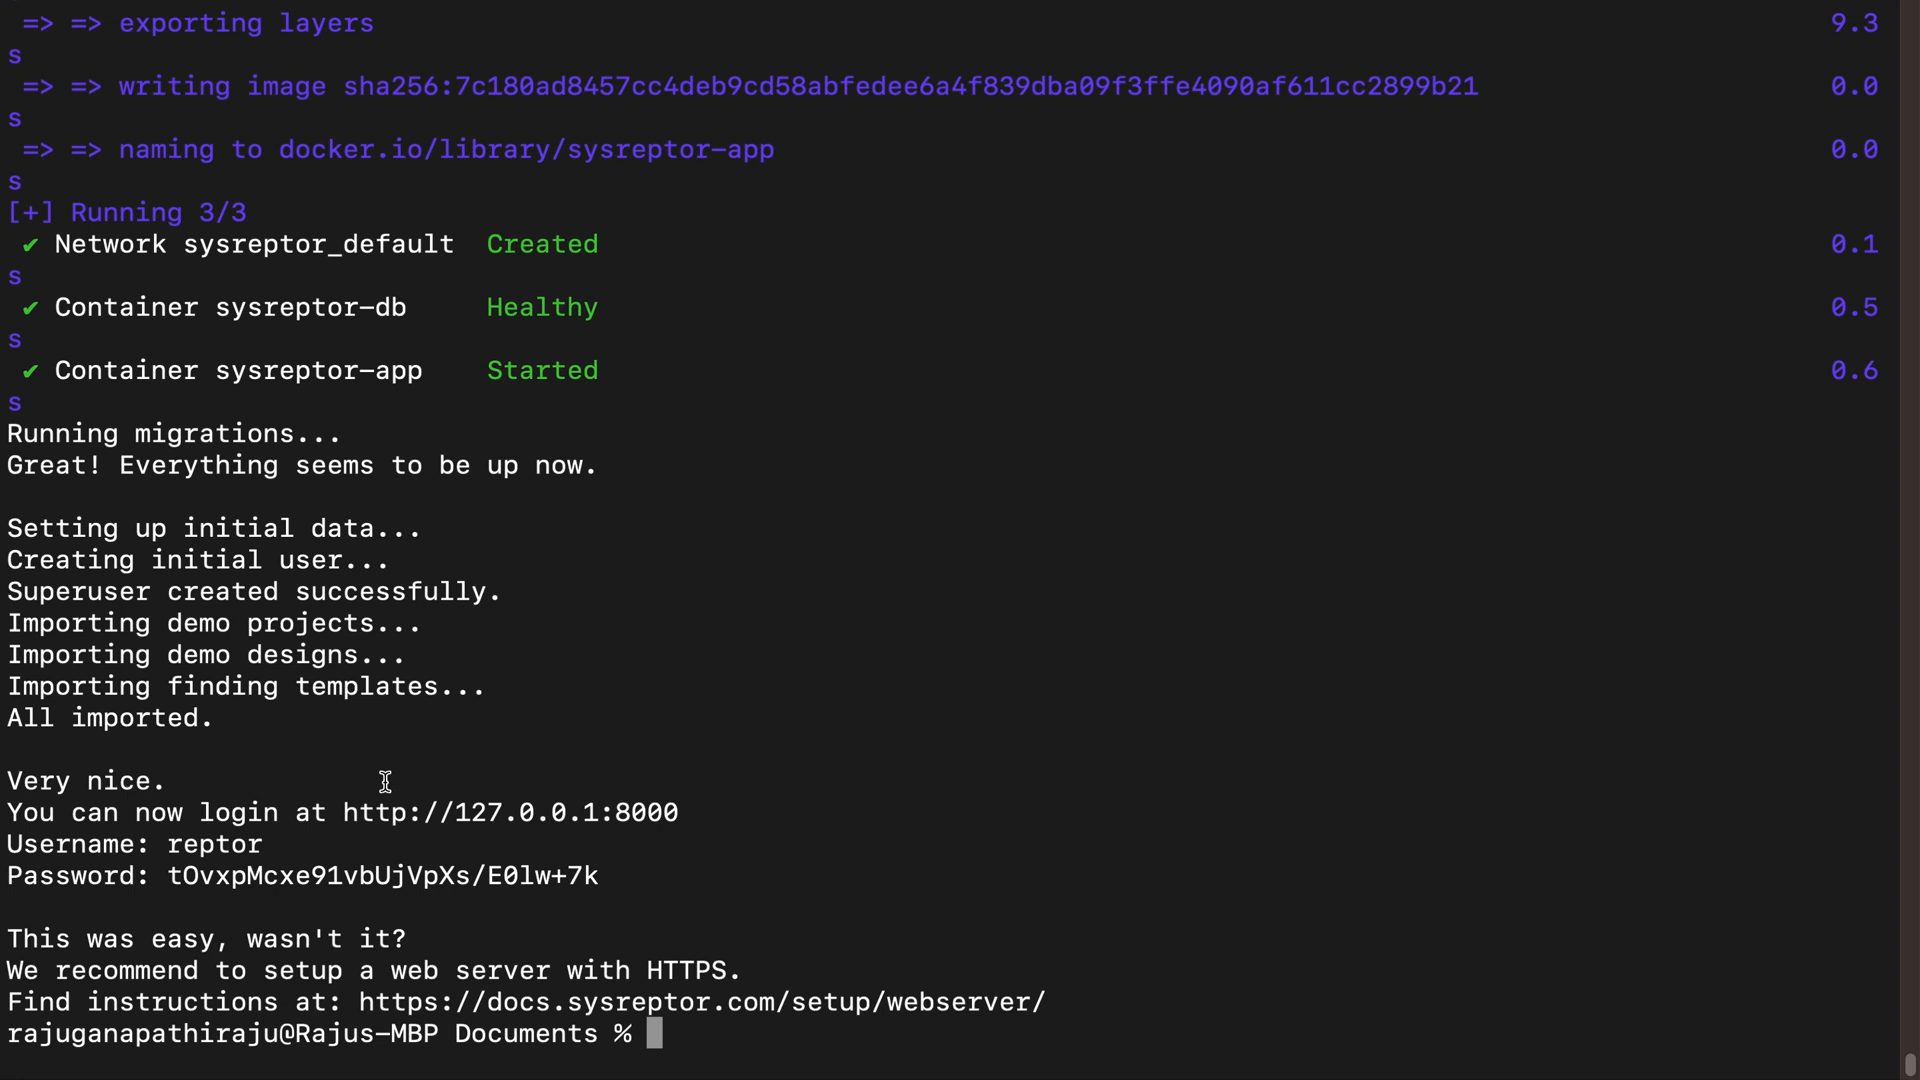 => => exporting layers 9.3
s
=> => writing image sha256:7c180ad8457cc4deb9cd58abfedee6a4f839dba09f3ffe4090af611cc2899b21 0.0
s
=> => naming to docker.io/library/sysreptor-app 0.0
s
[+] Running 3/3
✔ Network sysreptor_default Created 0.1
s
✔ Container sysreptor-db Healthy 0.5
s
✔ Container sysreptor-app Started 0.6
s
Running migrations...
Great! Everything seems to be up now.
Setting up initial data...
Creating initial user...
Superuser created successfully.
Importing demo projects...
Importing demo designs...
Importing finding templates...
All imported.
Very nice.
You can now login at http://127.0.0.1:8000
Username: reptor
Password: tOvxpMcxe91vbUjVpXs/E0lw+7k
This was easy, wasn't it?
We recommend to setup a web server with HTTPS.
Find instructions at: https://docs.sysreptor.com/setup/webserver/
rajuganapathiraju@Rajus-MBP Documents %